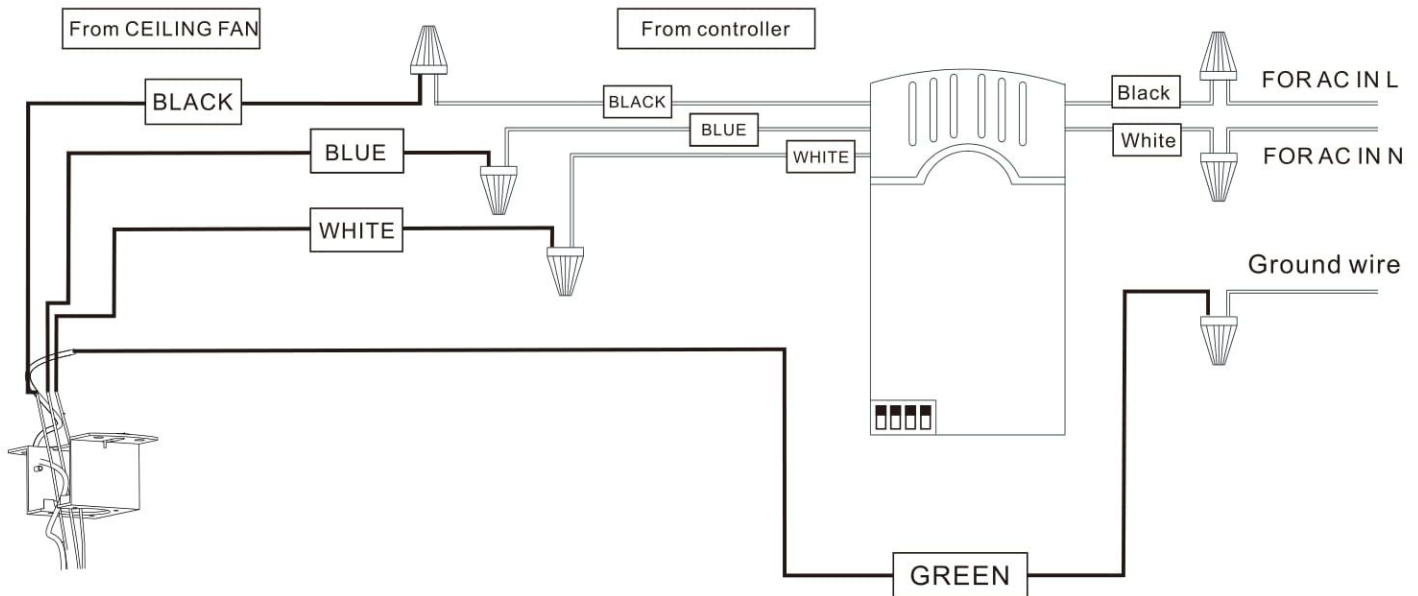 From CEILING FAN
From controller
BLACK
BLACK
Black
FOR AC IN L
BLUE
BLUE
White
FOR AC IN N
WHITE
WHITE
Ground wire
GREEN